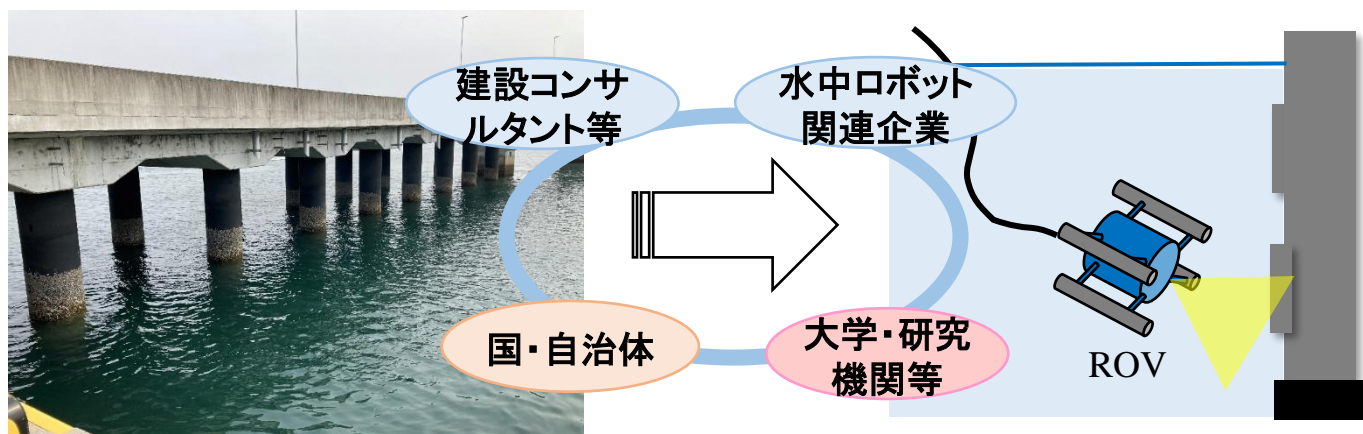 建設コンサ
ルタント等
水中ロボット
関連企業
国・自治体
大学・研究
機関等
ROV